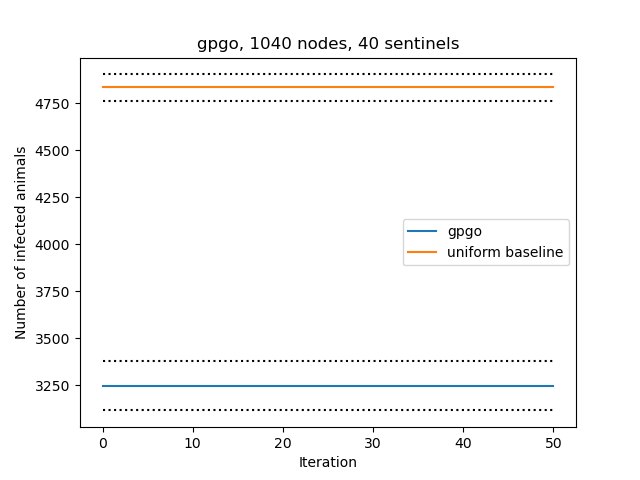 gpgo, 1040 nodes, 40 sentinels
Number of infected animals
4750
4500
4250
4000
3750
3500
3250
gpgo
uniform baseline
0 10 20 30 40 50
Iteration